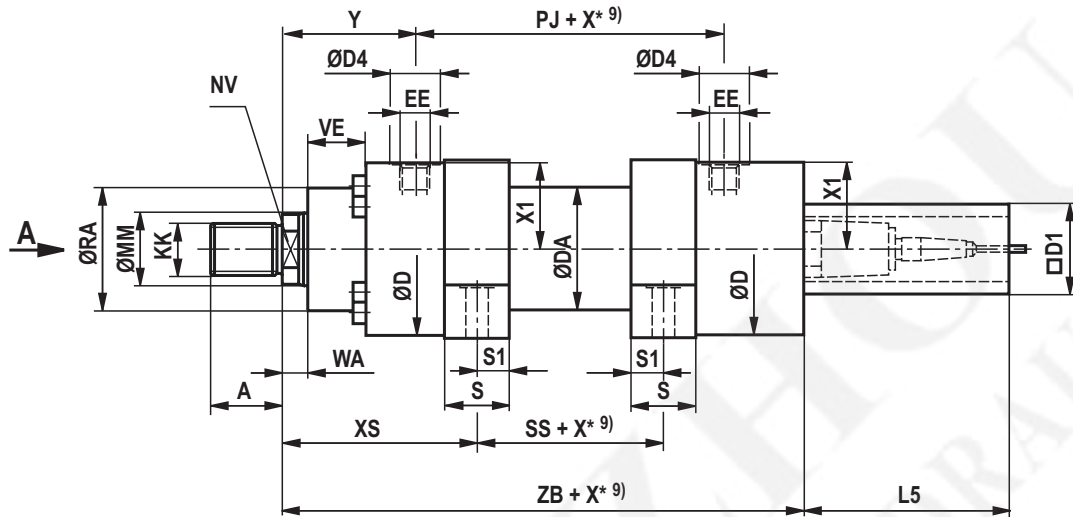 Y
PJ + X* 9)
ØD4
ØD4
NV
EE
EE
VE
X1
X1
A
ØRA
ØMM
KK
ØDA
□D1
ØD
ØD
WA
S1
S1
A
S
S
XS
SS + X* 9)
ZB + X* 9)
L5